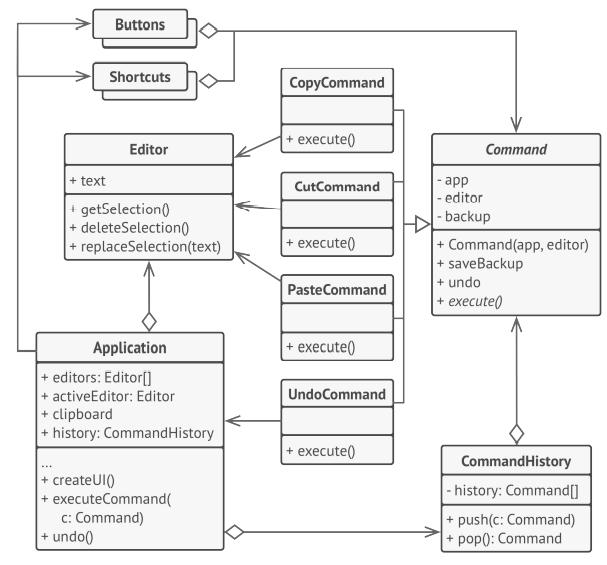 Buttons
Shortcuts
CopyCommand
+ execute()
Editor
+ text
+ getSelection()
+ deleteSelection()
+ replaceSelection(text)
CutCommand
+ execute()
Command
- app
- editor
- backup
+ Command(app, editor)
+ saveBackup
+ undo
+ execute()
PasteCommand
+ execute()
Application
+ editors: Editor[]
+ activeEditor: Editor
+ clipboard
+ history: CommandHistory
...
+ createUI()
+ executeCommand(
c: Command)
+ undo()
UndoCommand
+ execute()
CommandHistory
- history: Command[]
+ push(c: Command)
+ pop(): Command